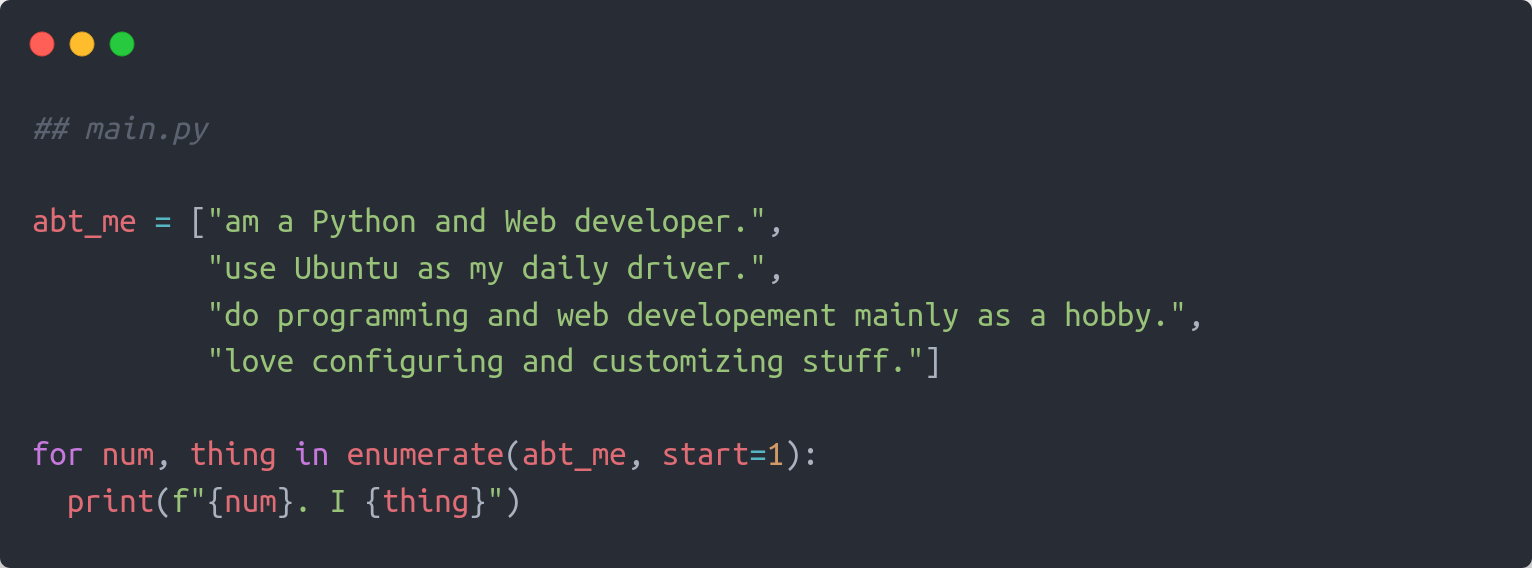 ## main.py
abt_me = ["am a Python and Web developer.",
"use Ubuntu as my daily driver.",
"do programming and web developement mainly as a hobby.",
"love configuring and customizing stuff."]
for num, thing in enumerate(abt_me, start=1):
print(f"{num}. I {thing}")